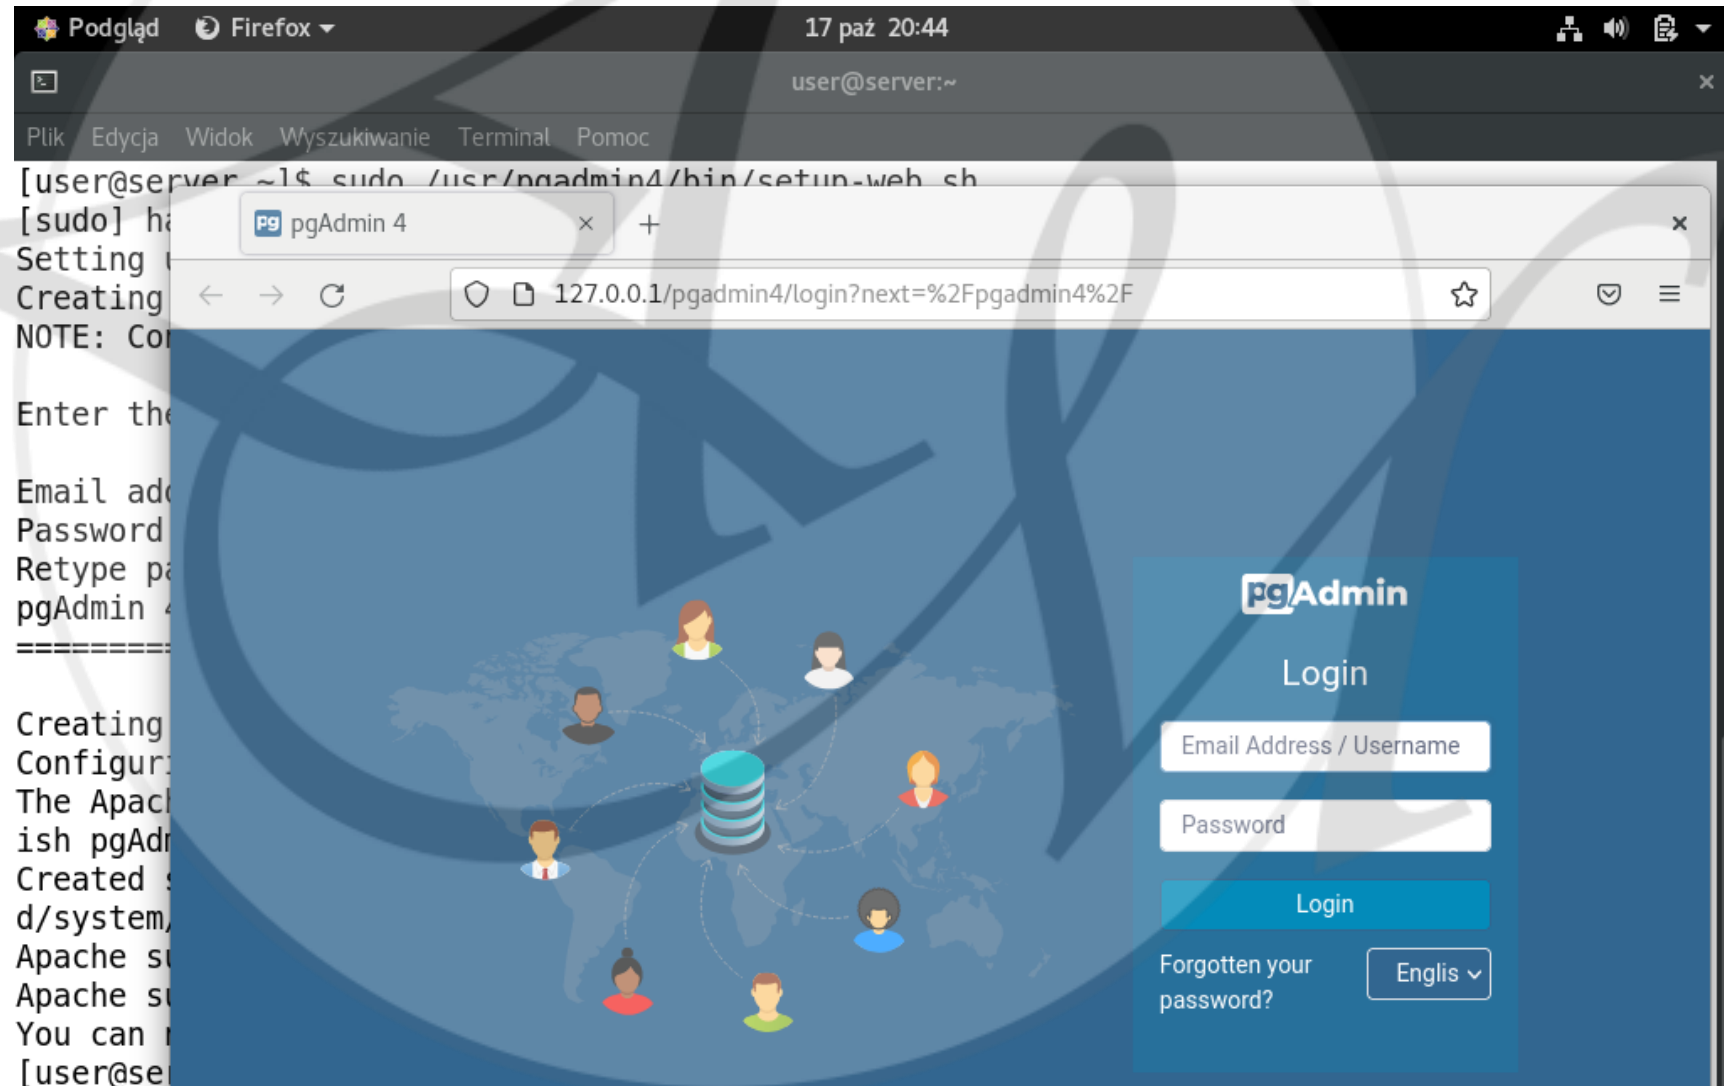 Podgląd Firefox 17 paź 20:44
user@server:~
Plik Edycja Widok Wyszukiwanie Terminal Pomoc
[user@server ~]$ sudo /usr/pgadmin4/bin/setup-web.sh
[sudo]
pgAdmin 4
Setting
Creating
127.0.0.1/pgadmin4/login?next=%2Fpgadmin4%2F
NOTE:
Enter the
Email
Password
Retype
pgAdmin
pgAdmin
==========
Login
Creating
Email Address / Username
The
Password
ish
Created
Login
Apache
Forgotten your
Englis
Apache
password?
You can